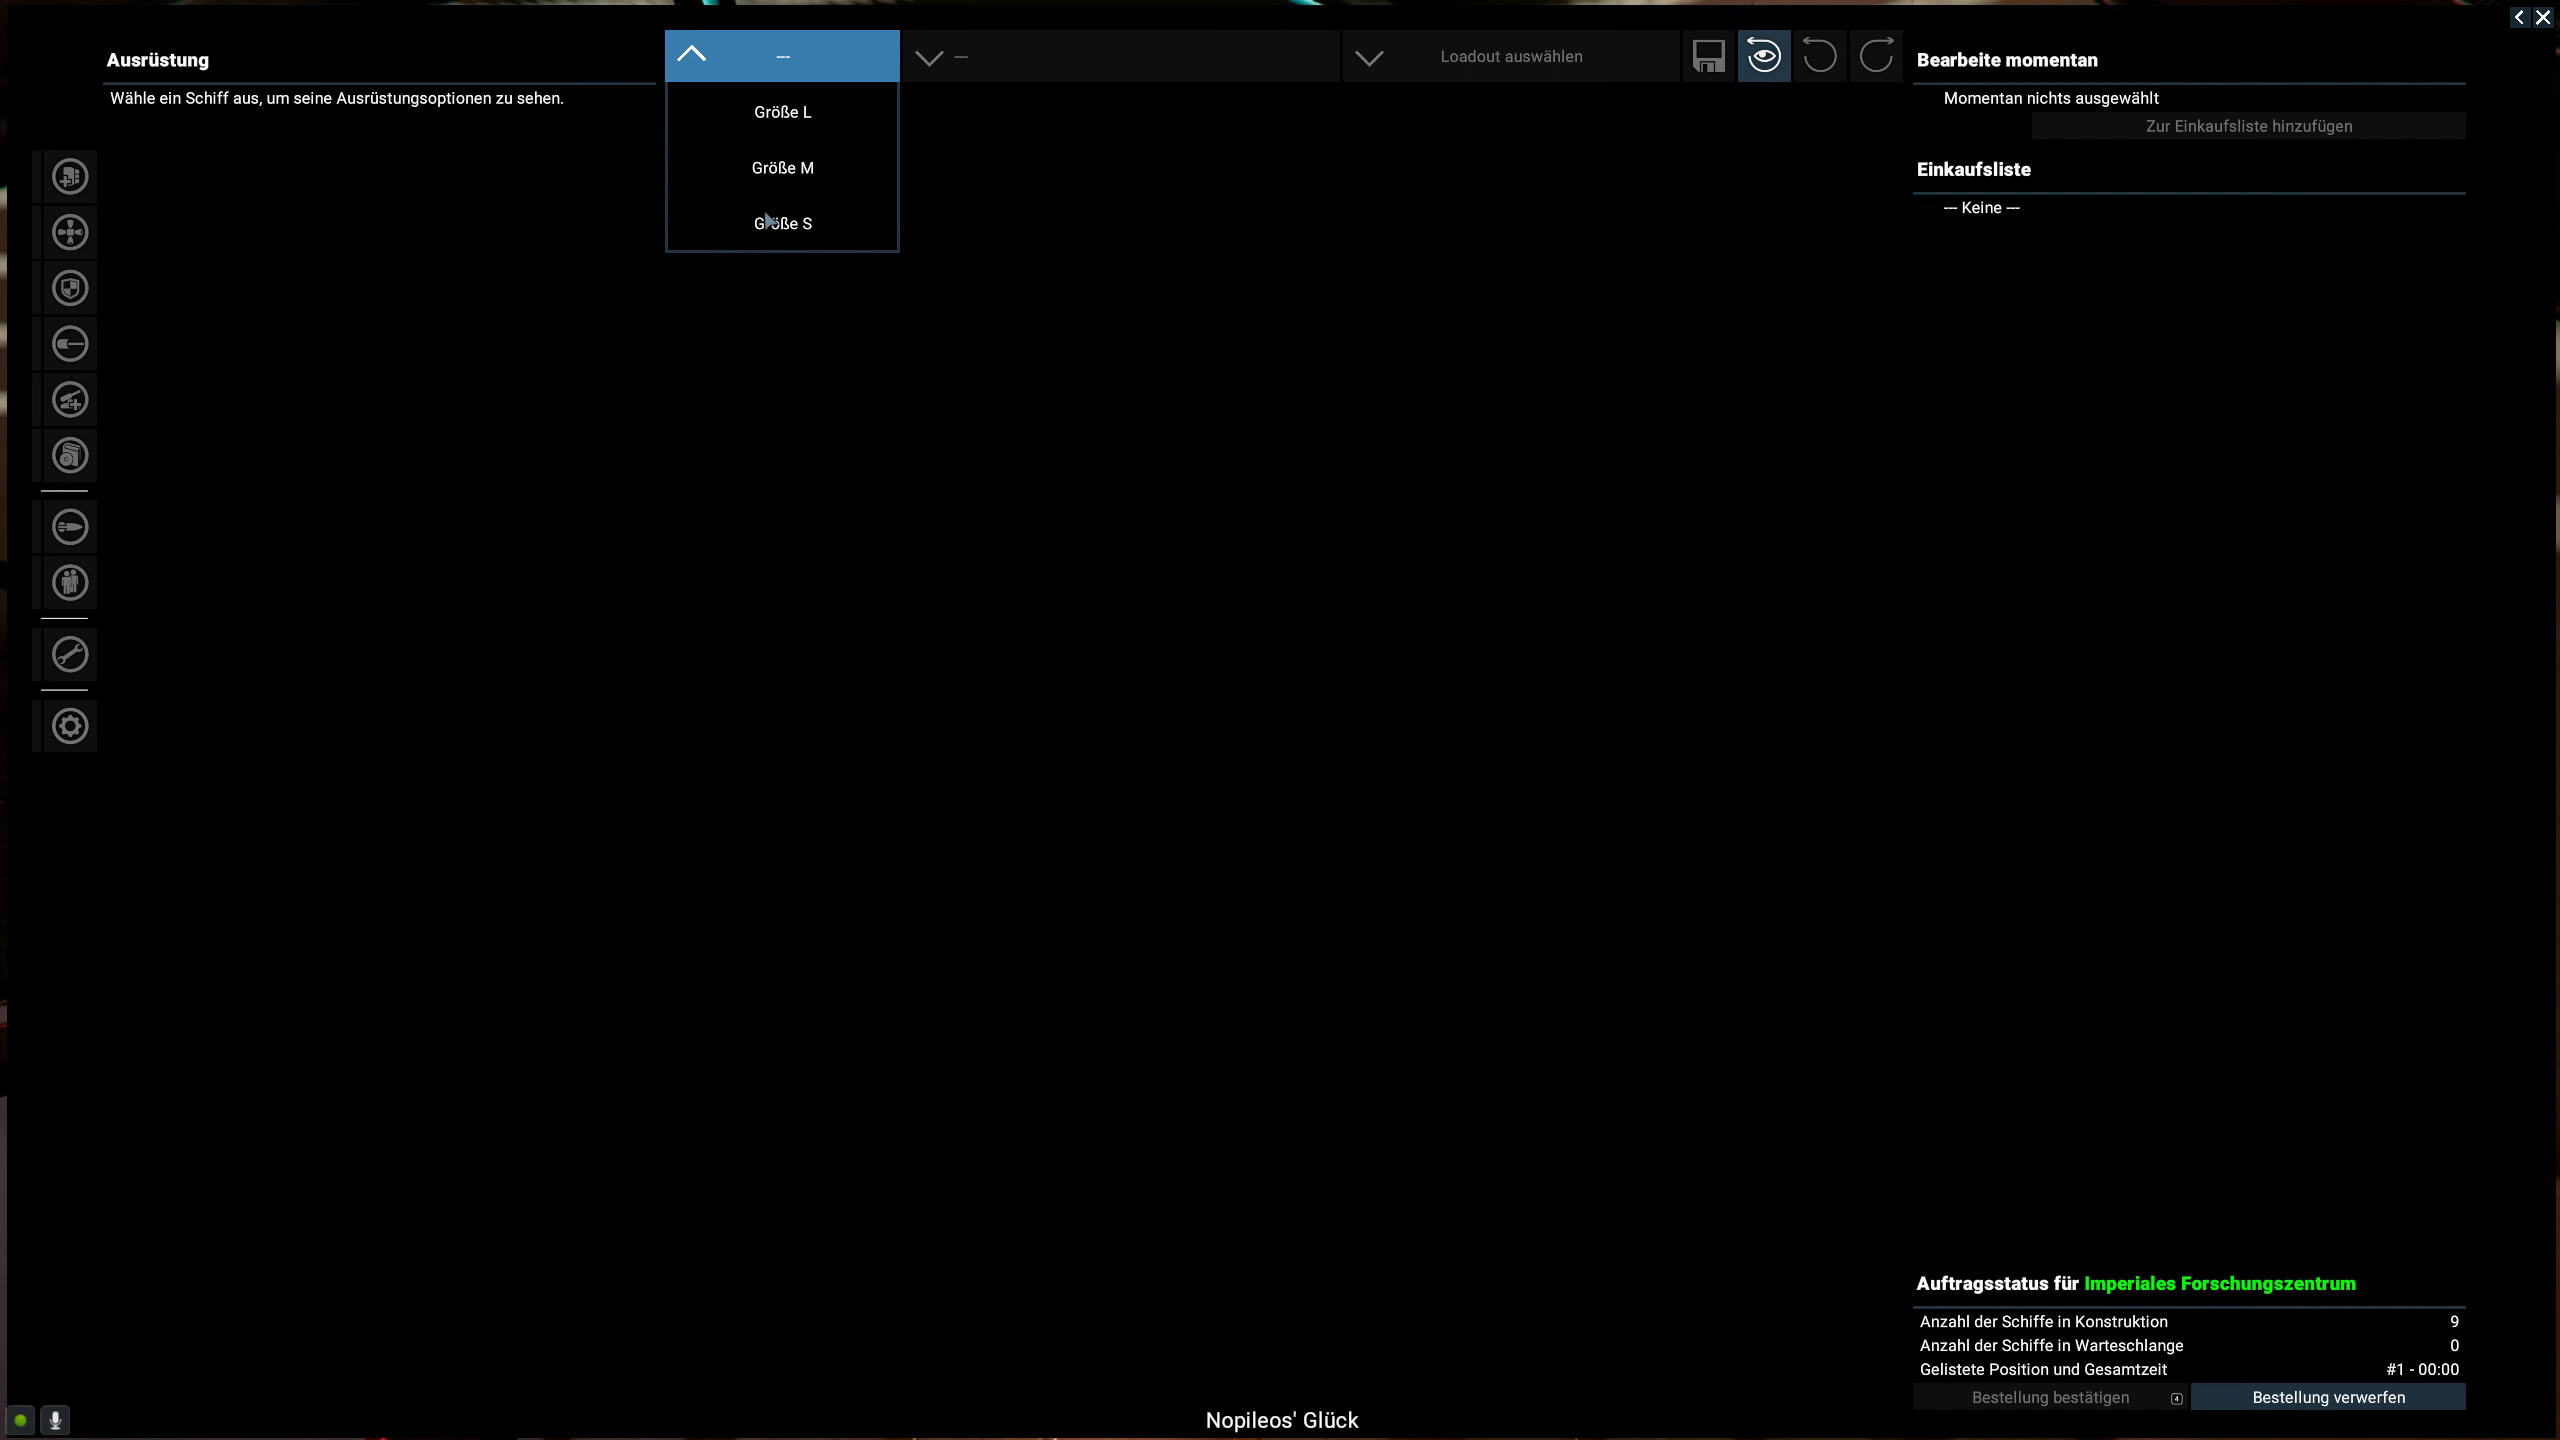 Ausrüstung
Wähle ein Schiff aus, um seine Ausrüstungsoptionen zu sehen.
---
Größe L
Größe M
Größe S
---
Loadout auswählen
Bearbeite momentan
Momentan nichts ausgewählt
Zur Einkaufsliste hinzufügen
Einkaufsliste
--- Keine ---
Auftragsstatus für Imperiales Forschungszentrum
Anzahl der Schiffe in Konstruktion 9
Anzahl der Schiffe in Warteschlange 0
Gelistete Position und Gesamtzeit #1 - 00:00
Bestellung bestätigen 4 Bestellung verwerfen
Nopileos' Glück